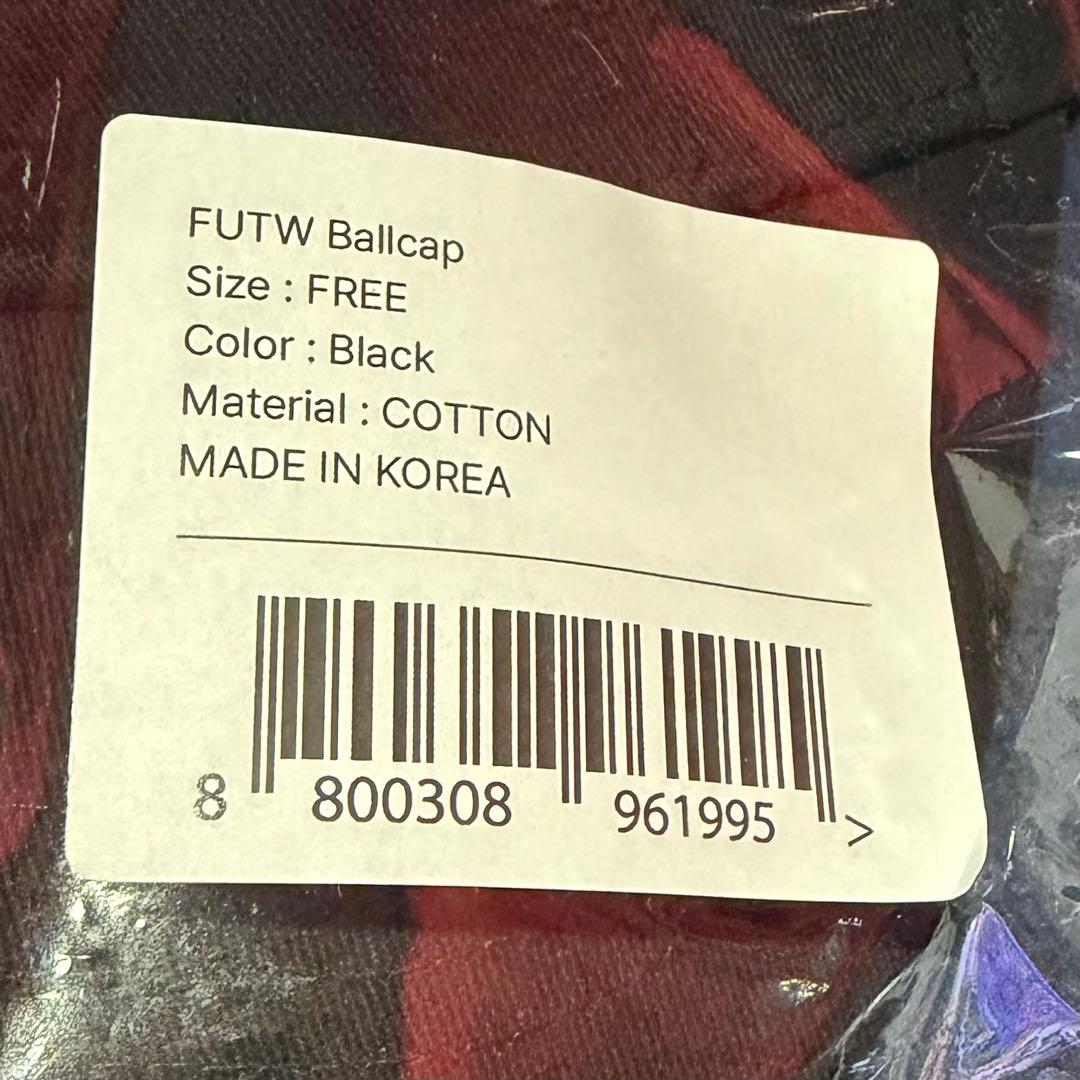 FUTW Ballcap
Size : FREE
Color : Black
Material : COTTON
MADE IN KOREA
8 800308 961995 >